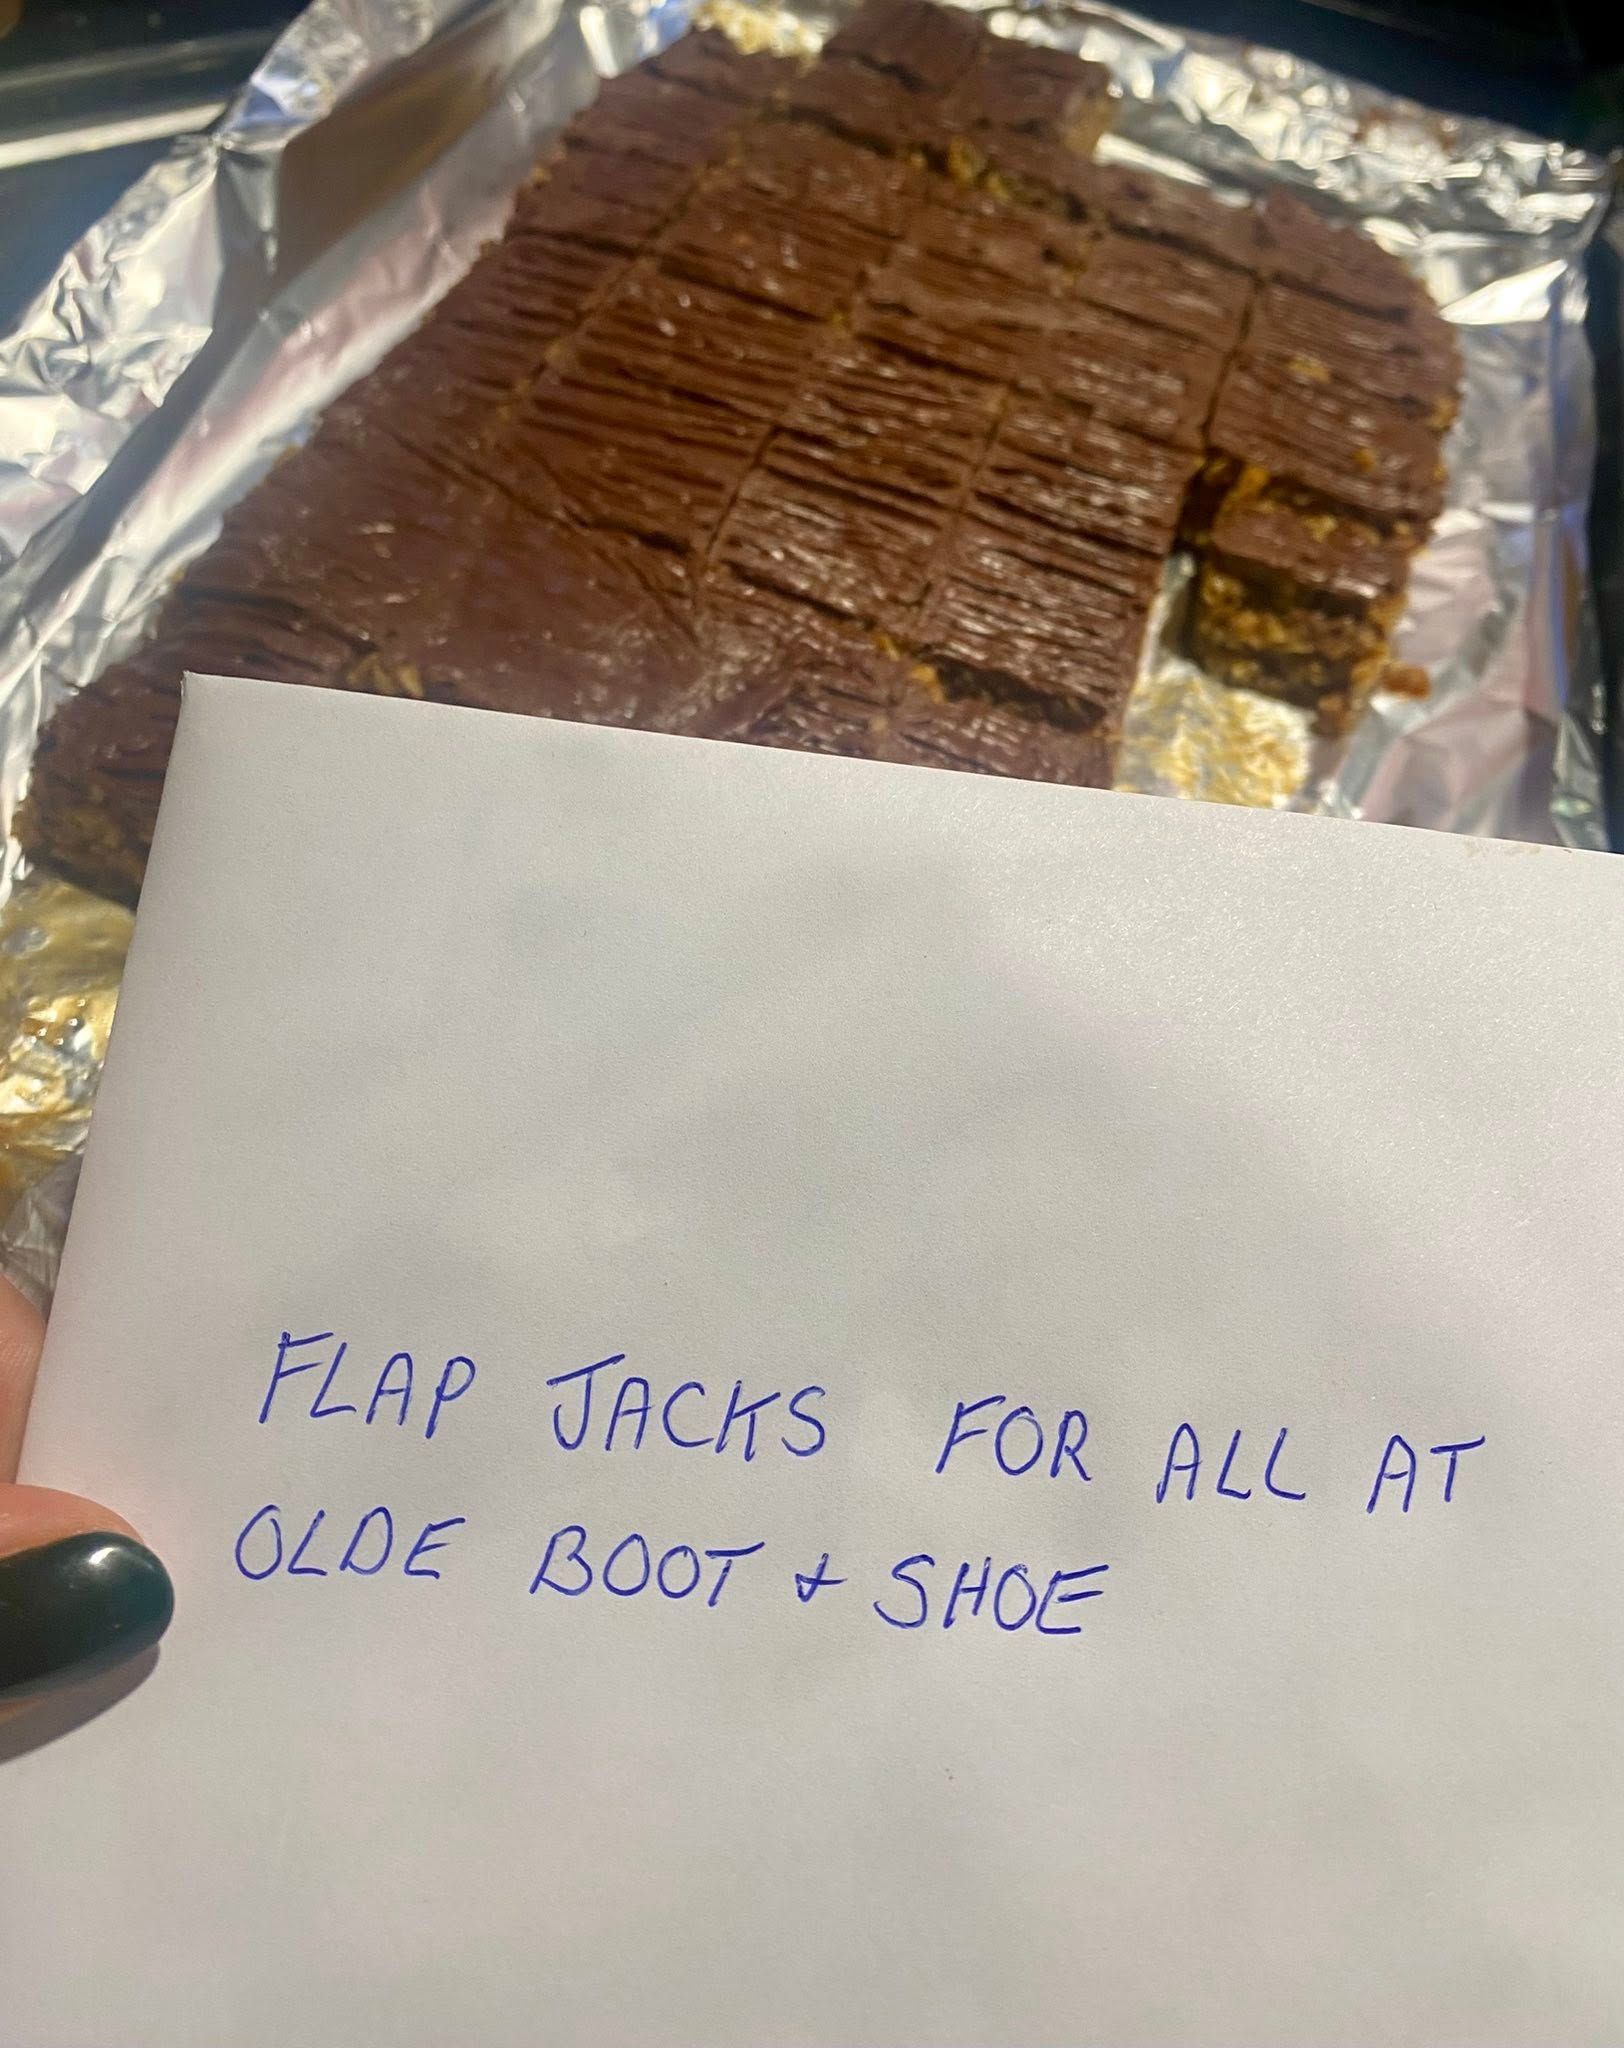 FLAP JACKS FOR ALL AT
OLDE BOOT & SHOE